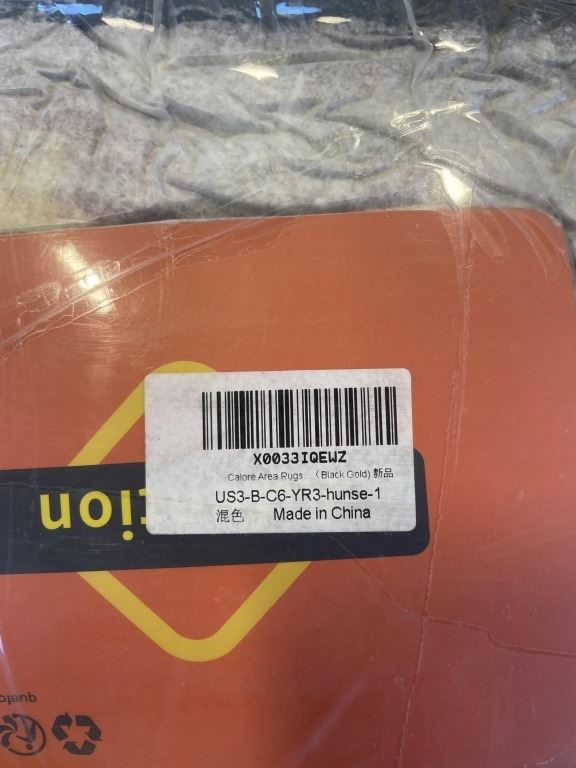 X0033IQEWZ
Calore Area Rugs （Black Gold) 新品
US3-B-C6-YR3-hunse-1
混色 Made in China
tion